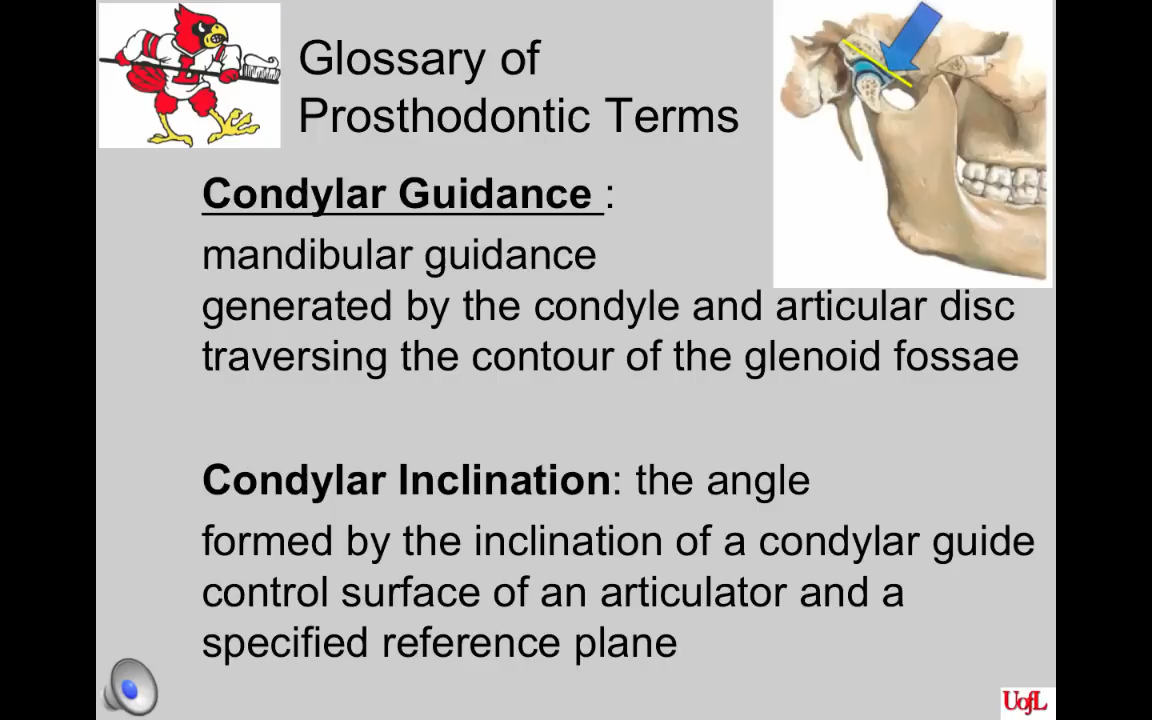 Glossary of
Prosthodontic Terms
Condylar Guidance :
mandibular guidance
generated by the condyle and articular disc
traversing the contour of the glenoid fossae
Condylar Inclination: the angle
formed by the inclination of a condylar guide
control surface of an articulator and a
specified reference plane
UofL